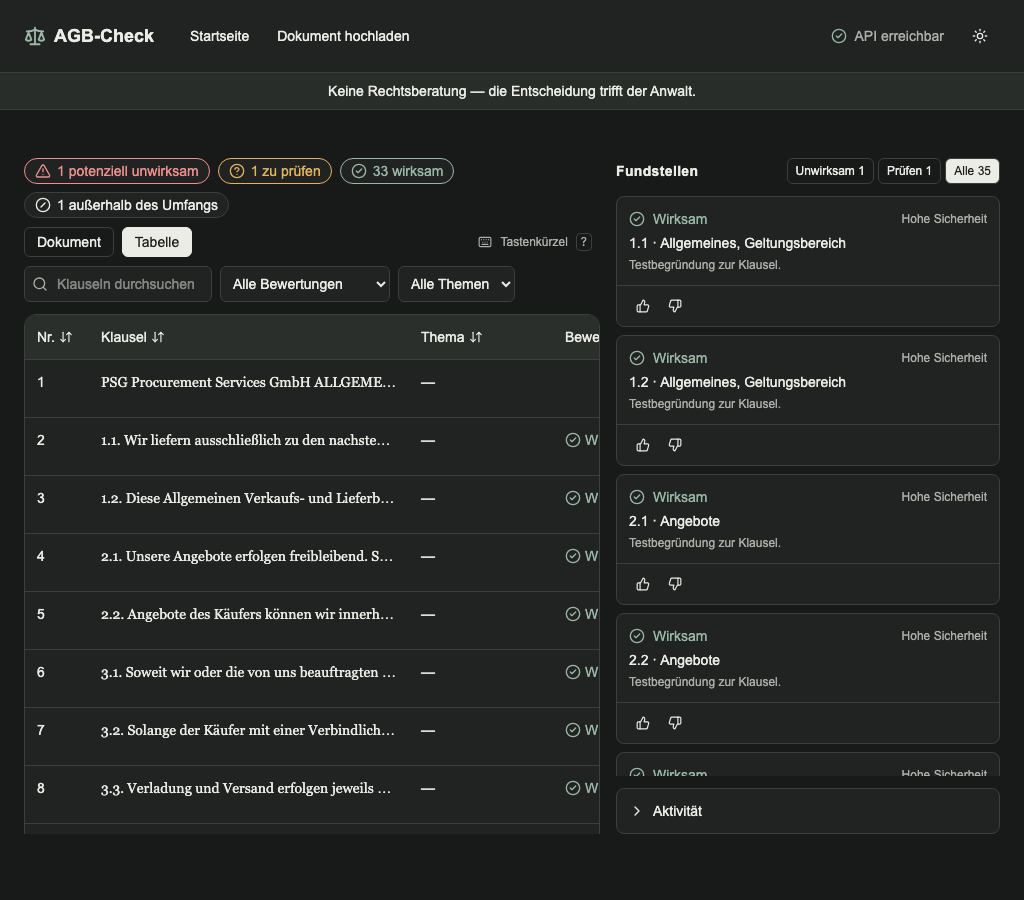 AGB-Check Startseite Dokument hochladen API erreichbar
Keine Rechtsberatung — die Entscheidung trifft der Anwalt.
1 potenziell unwirksam 1 zu prüfen 33 wirksam
1 außerhalb des Umfangs
Dokument Tabelle Tastenkürzel ?
Klauseln durchsuchen Alle Bewertungen Alle Themen
Nr. Klausel Thema Bewe
1 PSG Procurement Services GmbH ALLGEME... —
2 1.1. Wir liefern ausschließlich zu den nachste... — W
3 1.2. Diese Allgemeinen Verkaufs- und Lieferb... — W
4 2.1. Unsere Angebote erfolgen freibleibend. S... — W
5 2.2. Angebote des Käufers können wir innerh... — W
6 3.1. Soweit wir oder die von uns beauftragten ... — W
7 3.2. Solange der Käufer mit einer Verbindlich... — W
8 3.3. Verladung und Versand erfolgen jeweils ... — W
Fundstellen Unwirksam 1 Prüfen 1 Alle 35
Wirksam Hohe Sicherheit
1.1 · Allgemeines, Geltungsbereich
Testbegründung zur Klausel.
Wirksam Hohe Sicherheit
1.2 · Allgemeines, Geltungsbereich
Testbegründung zur Klausel.
Wirksam Hohe Sicherheit
2.1 · Angebote
Testbegründung zur Klausel.
Wirksam Hohe Sicherheit
2.2 · Angebote
Testbegründung zur Klausel.
Wirksam Hohe Sicherheit
Aktivität